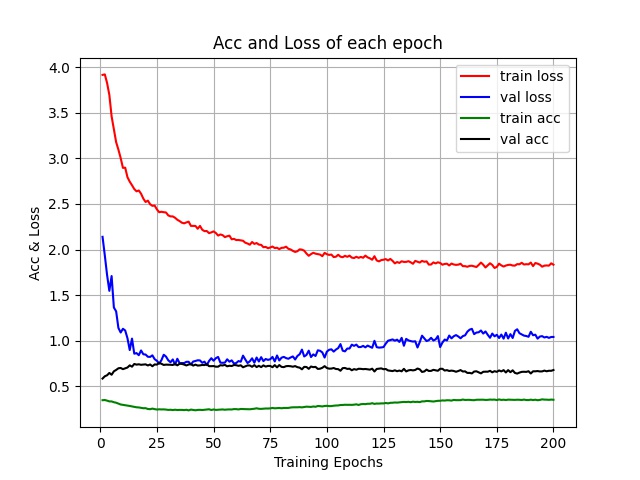 Acc and Loss of each epoch
train loss
val loss
train acc
val acc
4.0
3.5
3.0
2.5
2.0
1.5
1.0
0.5
Acc & Loss
0 25 50 75 100 125 150 175 200
Training Epochs